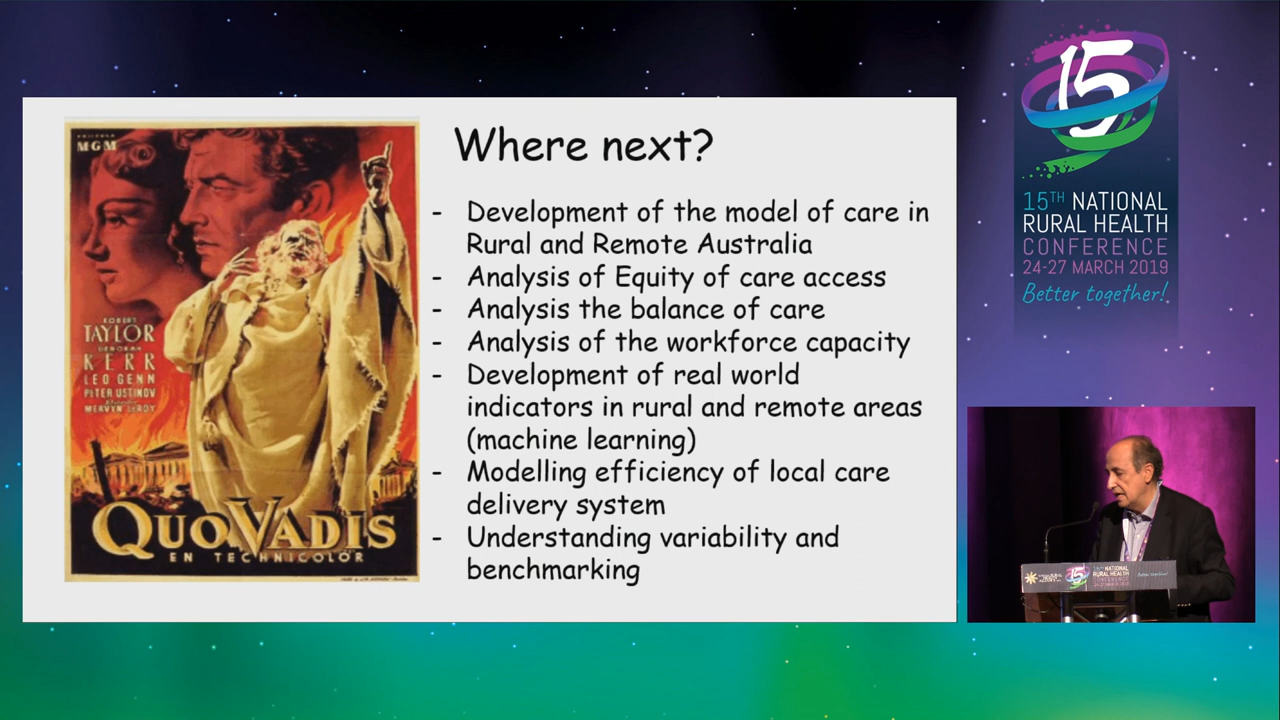 MGM
ROBERT
TAYLOR
DEBORAH
KERR
LEO GENN
PETER USTINOV
MERVYN LEROY
QUO VADIS
EN TECHNICOLOR
Where next?
- Development of the model of care in
Rural and Remote Australia
- Analysis of Equity of care access
- Analysis the balance of care
- Analysis of the workforce capacity
- Development of real world
indicators in rural and remote areas
(machine learning)
- Modelling efficiency of local care
delivery system
- Understanding variability and
benchmarking
15
15TH NATIONAL
RURAL HEALTH
CONFERENCE
24-27 MARCH 2019
Better together!
15
15TH NATIONAL
RURAL HEALTH
CONFERENCE